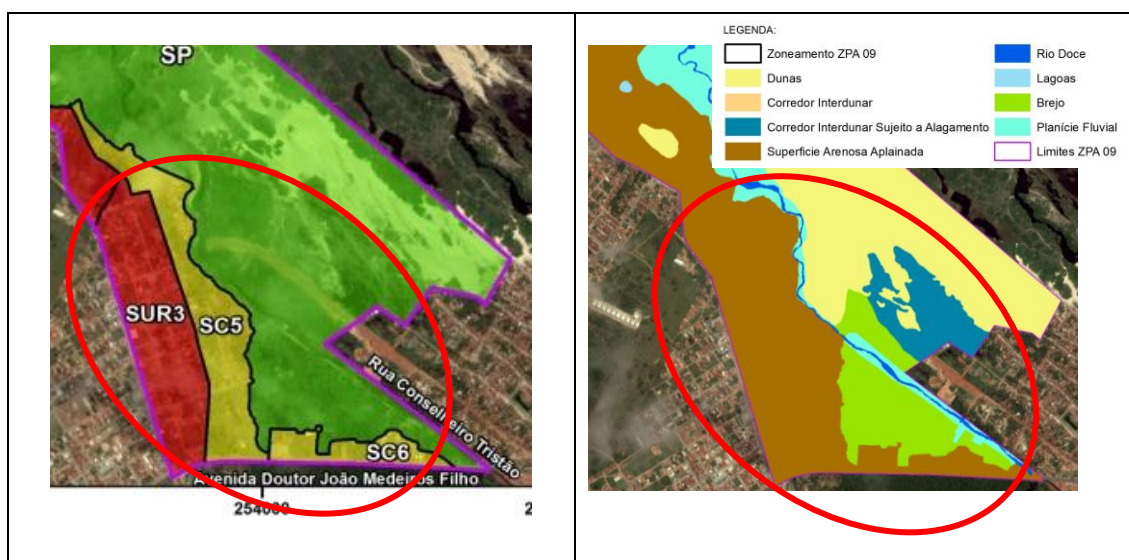 SP
SUR3
SC5
SC6
Rua Conselheiro Tristão
Avenida Doutor João Medeiros Filho
254000
2
LEGENDA:
Zoneamento ZPA 09
Dunas
Corredor Interdunar
Corredor Interdunar Sujeito a Alagamento
Superfície Arenosa Aplainada
Rio Doce
Lagoas
Brejo
Planície Fluvial
Limites ZPA 09